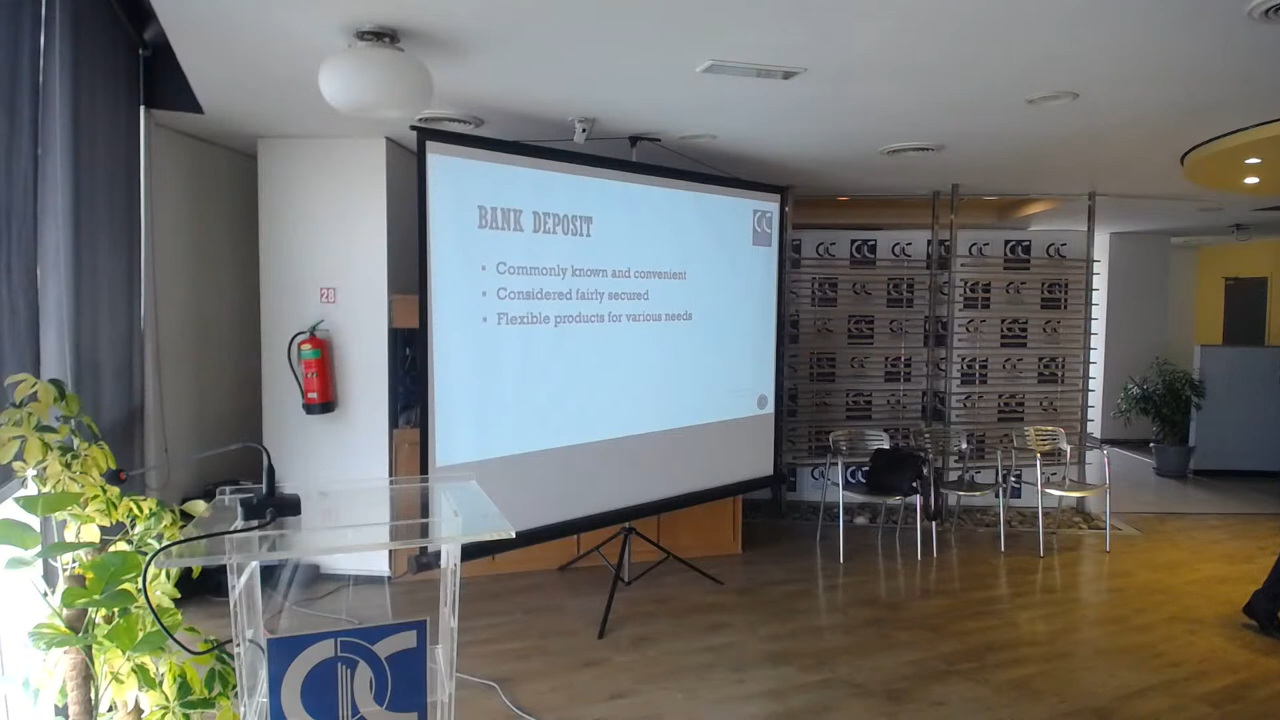 BANK DEPOSIT
Commonly known and convenient
Considered fairly secured
Flexible products for various needs
28